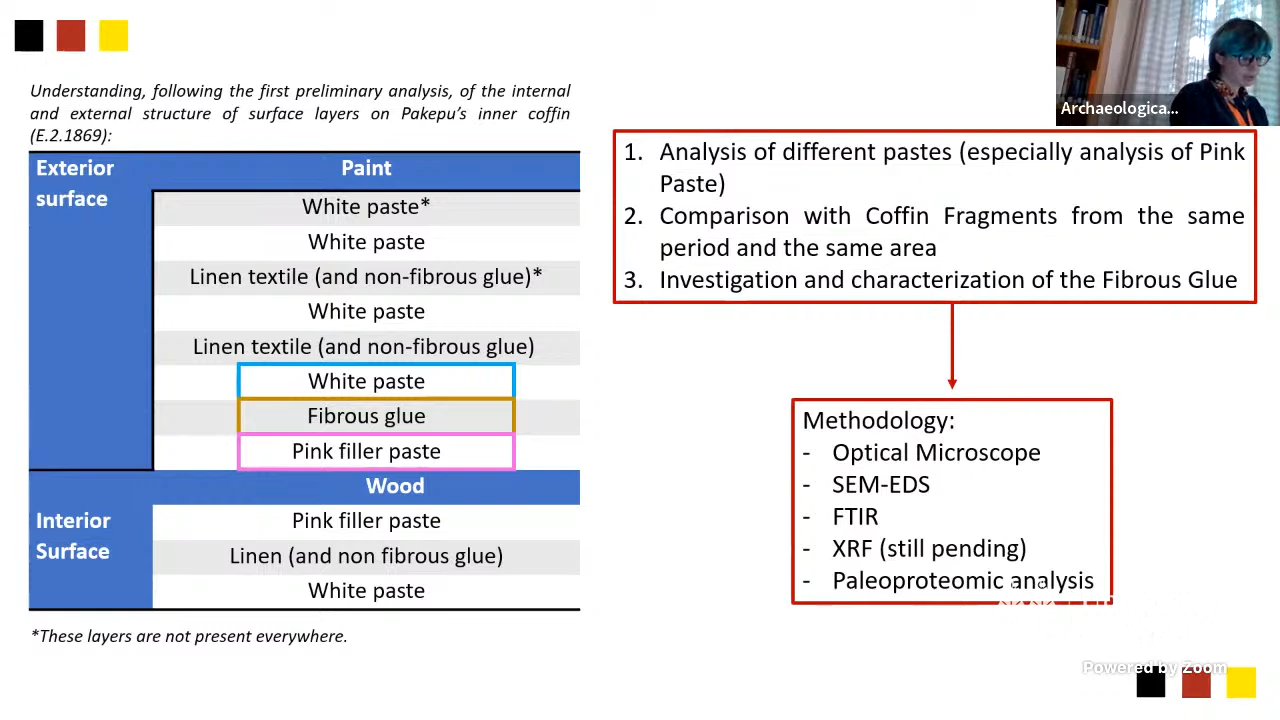 Understanding, following the first preliminary analysis, of the internal
and external structure of surface layers on Pakepu's inner coffin
(E.2.1869):
Exterior surface
Paint
White paste*
White paste
Linen textile (and non-fibrous glue)*
White paste
Linen textile (and non-fibrous glue)
White paste
Fibrous glue
Pink filler paste
Wood
Interior Surface
Pink filler paste
Linen (and non fibrous glue)
White paste
*These layers are not present everywhere.
Archaeologica...
1. Analysis of different pastes (especially analysis of Pink
Paste)
2. Comparison with Coffin Fragments from the same
period and the same area
3. Investigation and characterization of the Fibrous Glue
Methodology:
- Optical Microscope
- SEM-EDS
- FTIR
- XRF (still pending)
- Paleoproteomic analysis
Powered by Zoom